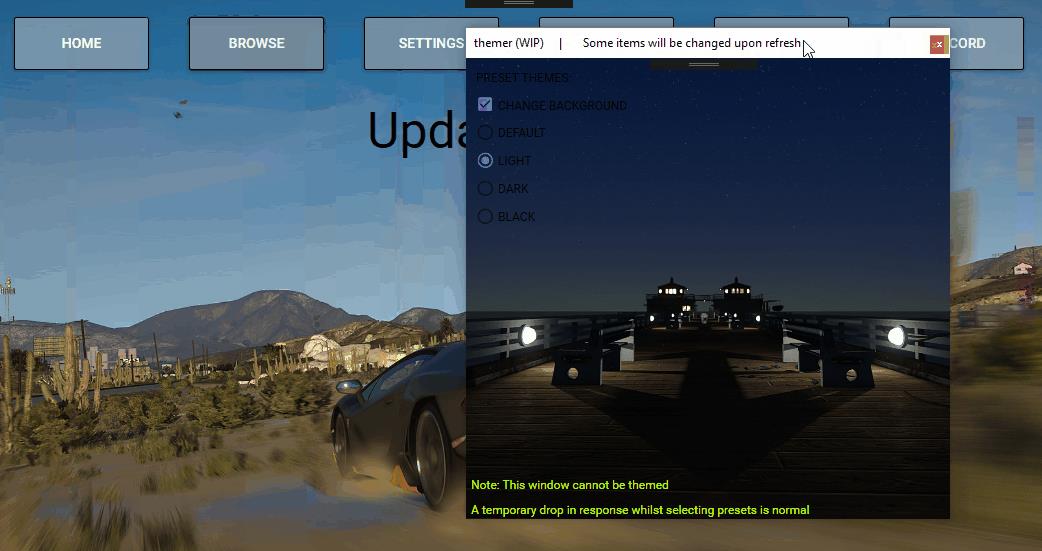 HOME
BROWSE
SETTINGS
CORD
themer (WIP) | Some items will be changed upon refresh
x
Upda
PRESET THEMES:
CHANGE BACKGROUND
DEFAULT
LIGHT
DARK
BLACK
Note: This window cannot be themed
A temporary drop in response whilst selecting presets is normal